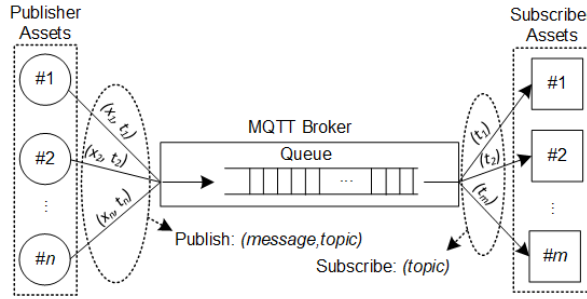 Publisher
Assets
#1
#2
⋮
#n
(x₁, t₁)
(x₂, t₂)
(xₙ, tₙ)
MQTT Broker
Queue
...
Publish: (message,topic)
Subscribe: (topic)
(t₁)
(t₂)
(tₘ)
Subscribe
Assets
#1
#2
⋮
#m